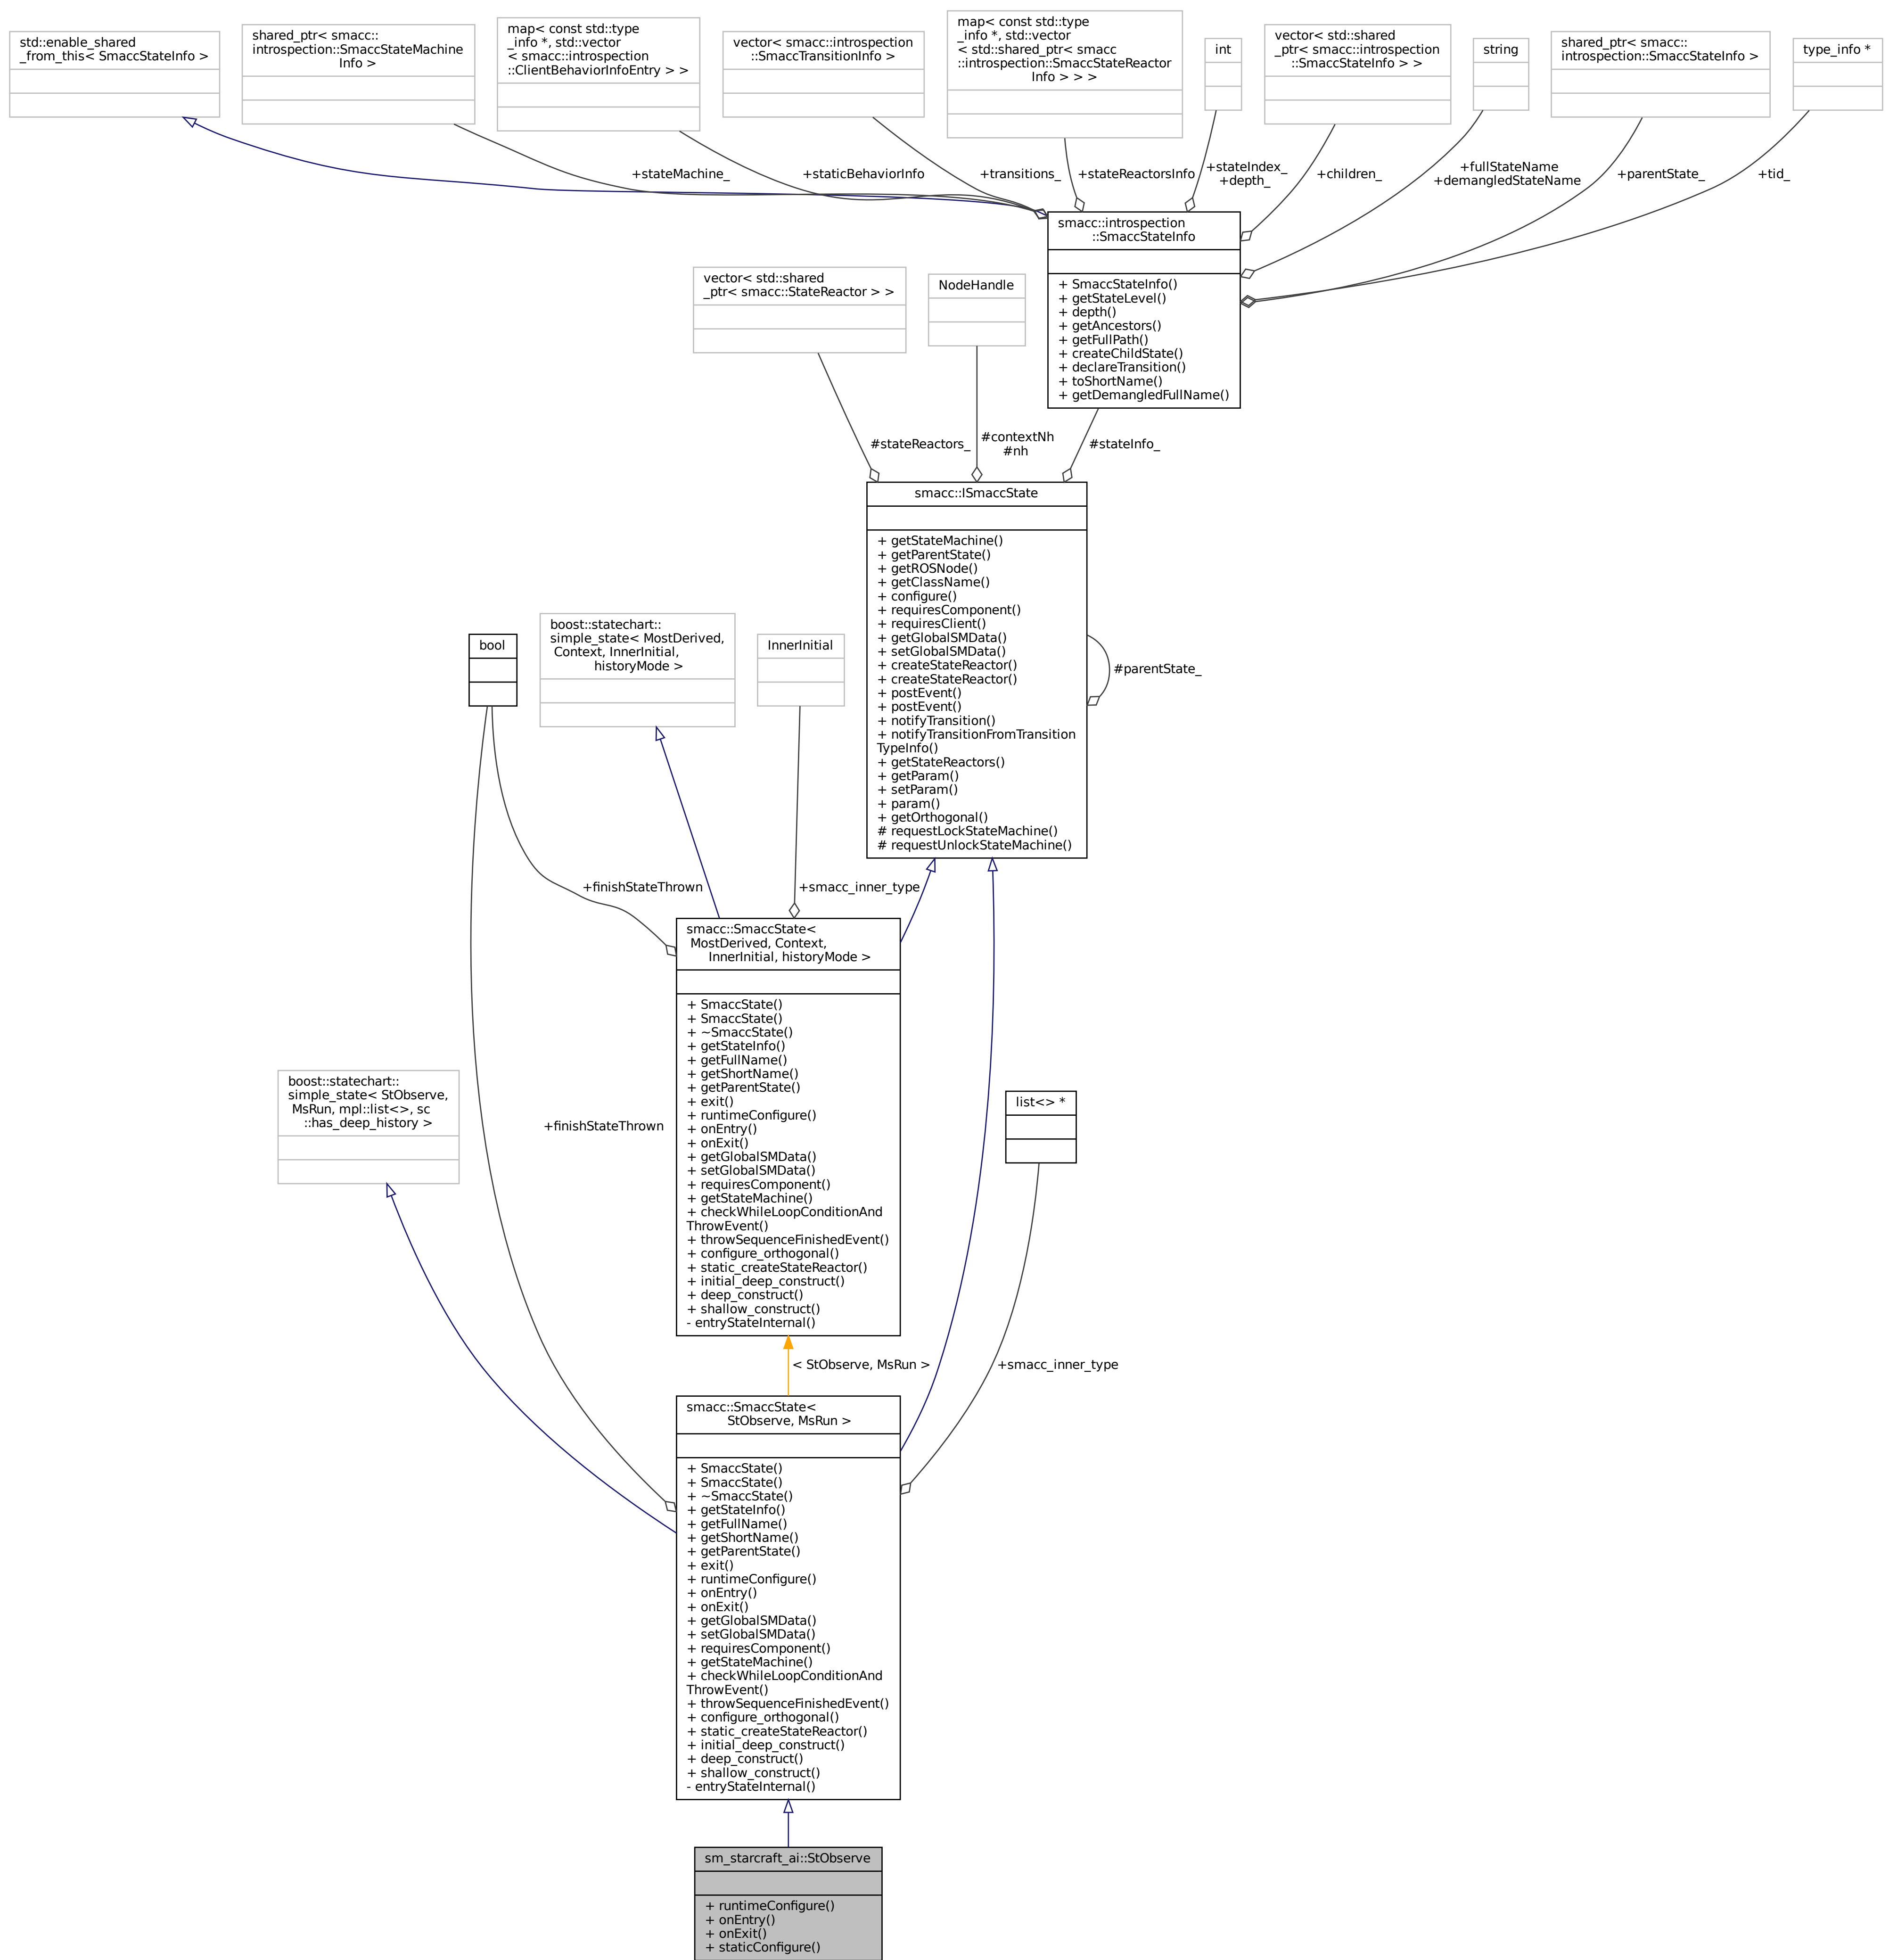 std::enable_shared
_from_this< SmaccStateInfo >
shared_ptr< smacc::
introspection::SmaccStateMachine
Info >
map< const std::type
_info *, std::vector
< smacc::introspection
::ClientBehaviorInfoEntry > >
vector< smacc::introspection
::SmaccTransitionInfo >
map< const std::type
_info *, std::vector
< std::shared_ptr< smacc
::introspection::SmaccStateReactor
Info > > >
int
vector< std::shared
_ptr< smacc::introspection
::SmaccStateInfo > >
string
shared_ptr< smacc::
introspection::SmaccStateInfo >
type_info *
+stateMachine_
+staticBehaviorInfo
+transitions_
+stateReactorsInfo
+stateIndex_
+depth_
+children_
+fullStateName
+demangledStateName
+parentState_
+tid_
smacc::introspection
::SmaccStateInfo
+ SmaccStateInfo()
+ getStateLevel()
+ depth()
+ getAncestors()
+ getFullPath()
+ createChildState()
+ declareTransition()
+ toShortName()
+ getDemangledFullName()
vector< std::shared
_ptr< smacc::StateReactor > >
NodeHandle
#stateReactors_
#contextNh
#nh
#stateInfo_
smacc::ISmaccState
+ getStateMachine()
+ getParentState()
+ getROSNode()
+ getClassName()
+ configure()
+ requiresComponent()
+ requiresClient()
+ getGlobalSMData()
+ setGlobalSMData()
+ createStateReactor()
+ createStateReactor()
+ postEvent()
+ postEvent()
+ notifyTransition()
+ notifyTransitionFromTransition
TypeInfo()
+ getStateReactors()
+ getParam()
+ setParam()
+ param()
+ getOrthogonal()
# requestLockStateMachine()
# requestUnlockStateMachine()
#parentState_
bool
boost::statechart::
simple_state< MostDerived,
Context, InnerInitial,
historyMode >
InnerInitial
+finishStateThrown
+smacc_inner_type
smacc::SmaccState<
MostDerived, Context,
InnerInitial, historyMode >
+ SmaccState()
+ SmaccState()
+ ~SmaccState()
+ getStateInfo()
+ getFullName()
+ getShortName()
+ getParentState()
+ exit()
+ runtimeConfigure()
+ onEntry()
+ onExit()
+ getGlobalSMData()
+ setGlobalSMData()
+ requiresComponent()
+ getStateMachine()
+ checkWhileLoopConditionAnd
ThrowEvent()
+ throwSequenceFinishedEvent()
+ configure_orthogonal()
+ static_createStateReactor()
+ initial_deep_construct()
+ deep_construct()
+ shallow_construct()
- entryStateInternal()
boost::statechart::
simple_state< StObserve,
MsRun, mpl::list<>, sc
::has_deep_history >
+finishStateThrown
list<> *
< StObserve, MsRun >
+smacc_inner_type
smacc::SmaccState<
StObserve, MsRun >
+ SmaccState()
+ SmaccState()
+ ~SmaccState()
+ getStateInfo()
+ getFullName()
+ getShortName()
+ getParentState()
+ exit()
+ runtimeConfigure()
+ onEntry()
+ onExit()
+ getGlobalSMData()
+ setGlobalSMData()
+ requiresComponent()
+ getStateMachine()
+ checkWhileLoopConditionAnd
ThrowEvent()
+ throwSequenceFinishedEvent()
+ configure_orthogonal()
+ static_createStateReactor()
+ initial_deep_construct()
+ deep_construct()
+ shallow_construct()
- entryStateInternal()
sm_starcraft_ai::StObserve
+ runtimeConfigure()
+ onEntry()
+ onExit()
+ staticConfigure()